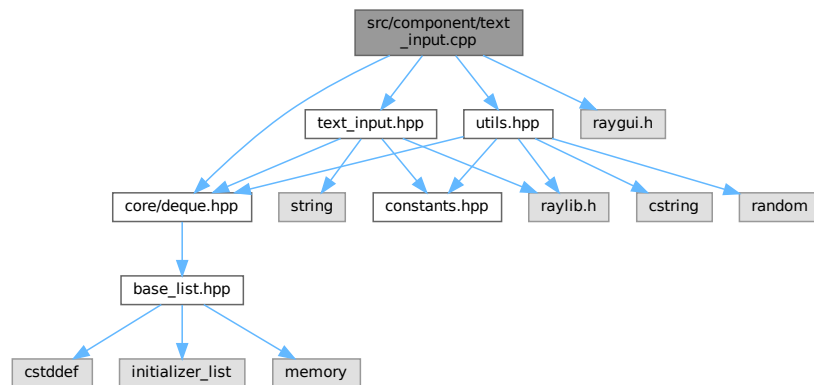 src/component/text
_input.cpp
text_input.hpp
utils.hpp
raygui.h
core/deque.hpp
string
constants.hpp
raylib.h
cstring
random
base_list.hpp
cstddef
initializer_list
memory